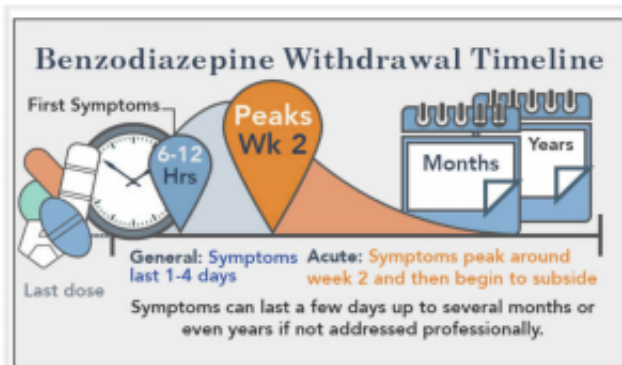 Benzodiazepine Withdrawal Timeline
First Symptoms
6-12
Hrs
Peaks
Wk 2
Months
Years
Last dose
General: Symptoms
last 1-4 days
Acute: Symptoms peak around
week 2 and then begin to subside
Symptoms can last a few days up to several months or
even years if not addressed professionally.